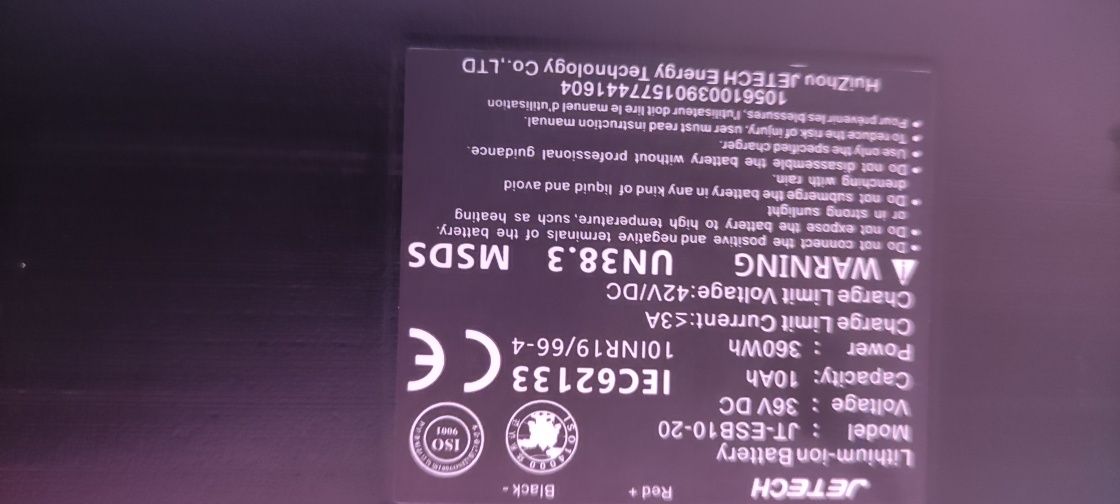 JETECH Red + Black -
Lithium-ion Battery
Model : JT-ESB10-20
ISO 14000
ISO
9001
Voltage : 36V DC
Capacity: 10Ah IEC62133
Power : 360Wh 10INR19/66-4
CE
Charge Limit Current:≤3A
Charge Limit Voltage:42V/DC
WARNING UN38.3 MSDS
• Do not connect the positive and negative terminals of the battery.
• Do not expose the battery to high temperature, such as heating
or in strong sunlight
• Do not submerge the battery in any kind of liquid and avoid
drenching with rain.
• Do not disassemble the battery without professional guidance.
• Use only the specified charger.
• To reduce the risk of injury, user must read instruction manual.
• Pour prévenir les blessures, l'utilisateur doit lire le manuel d'utilisation
105610039015774441604
HuiZhou JETECH Energy Technology Co.,LTD